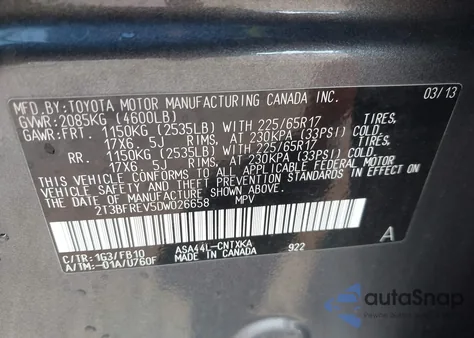 MFD.BY:TOYOTA MOTOR MANUFACTURING CANADA INC. 03/13
GVWR:2085KG (4600LB)
GAWR:FRT. 1150KG (2535LB) WITH 225/65R17 TIRES,
17X6.5J RIMS, AT 230KPA (33PSI) COLD.
RR. 1150KG (2535LB) WITH 225/65R17 TIRES,
17X6.5J RIMS, AT 230KPA (33PSI) COLD.
THIS VEHICLE CONFORMS TO ALL APPLICABLE FEDERAL MOTOR
VEHICLE SAFETY AND THEFT PREVENTION STANDARDS IN EFFECT ON
THE DATE OF MANUFACTURE SHOWN ABOVE.
2T3BFREV5DW026658 MPV
C/TR:1G3/FB10 ASA44L-CNTXKA A
A/TM:-01A/U760F MADE IN CANADA 922
autoSnap